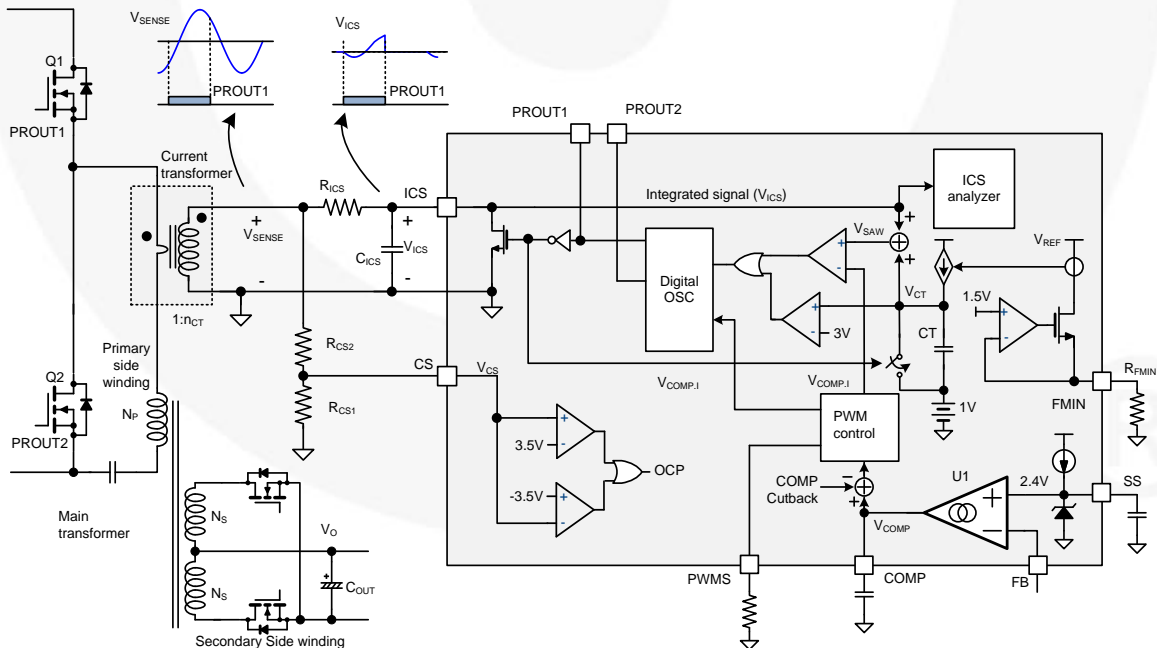 VSENSE
VICS
Q1
PROUT1
PROUT1
PROUT1
PROUT1
PROUT2
Current
transformer
RICS
ICS
Integrated signal (VICS)
ICS
analyzer
+
VSENSE
-
+
VICS
-
CICS
1:nCT
Digital
OSC
+
-
VSAW
+
+
VREF
VCT
+
-
3V
CT
1.5V
+
-
1V
RFMIN
FMIN
Primary
side
winding
NP
Q2
PROUT2
RCS2
RCS1
CS
VCS
VCOMP.I
VCOMP.I
PWM
control
+
3.5V
-
-3.5V
+
-
OCP
COMP
Cutback
-
+
U1
+
-
2.4V
SS
VCOMP
Main
transformer
NS
NS
VO
+
COUT
Secondary Side winding
PWMS
COMP
FB